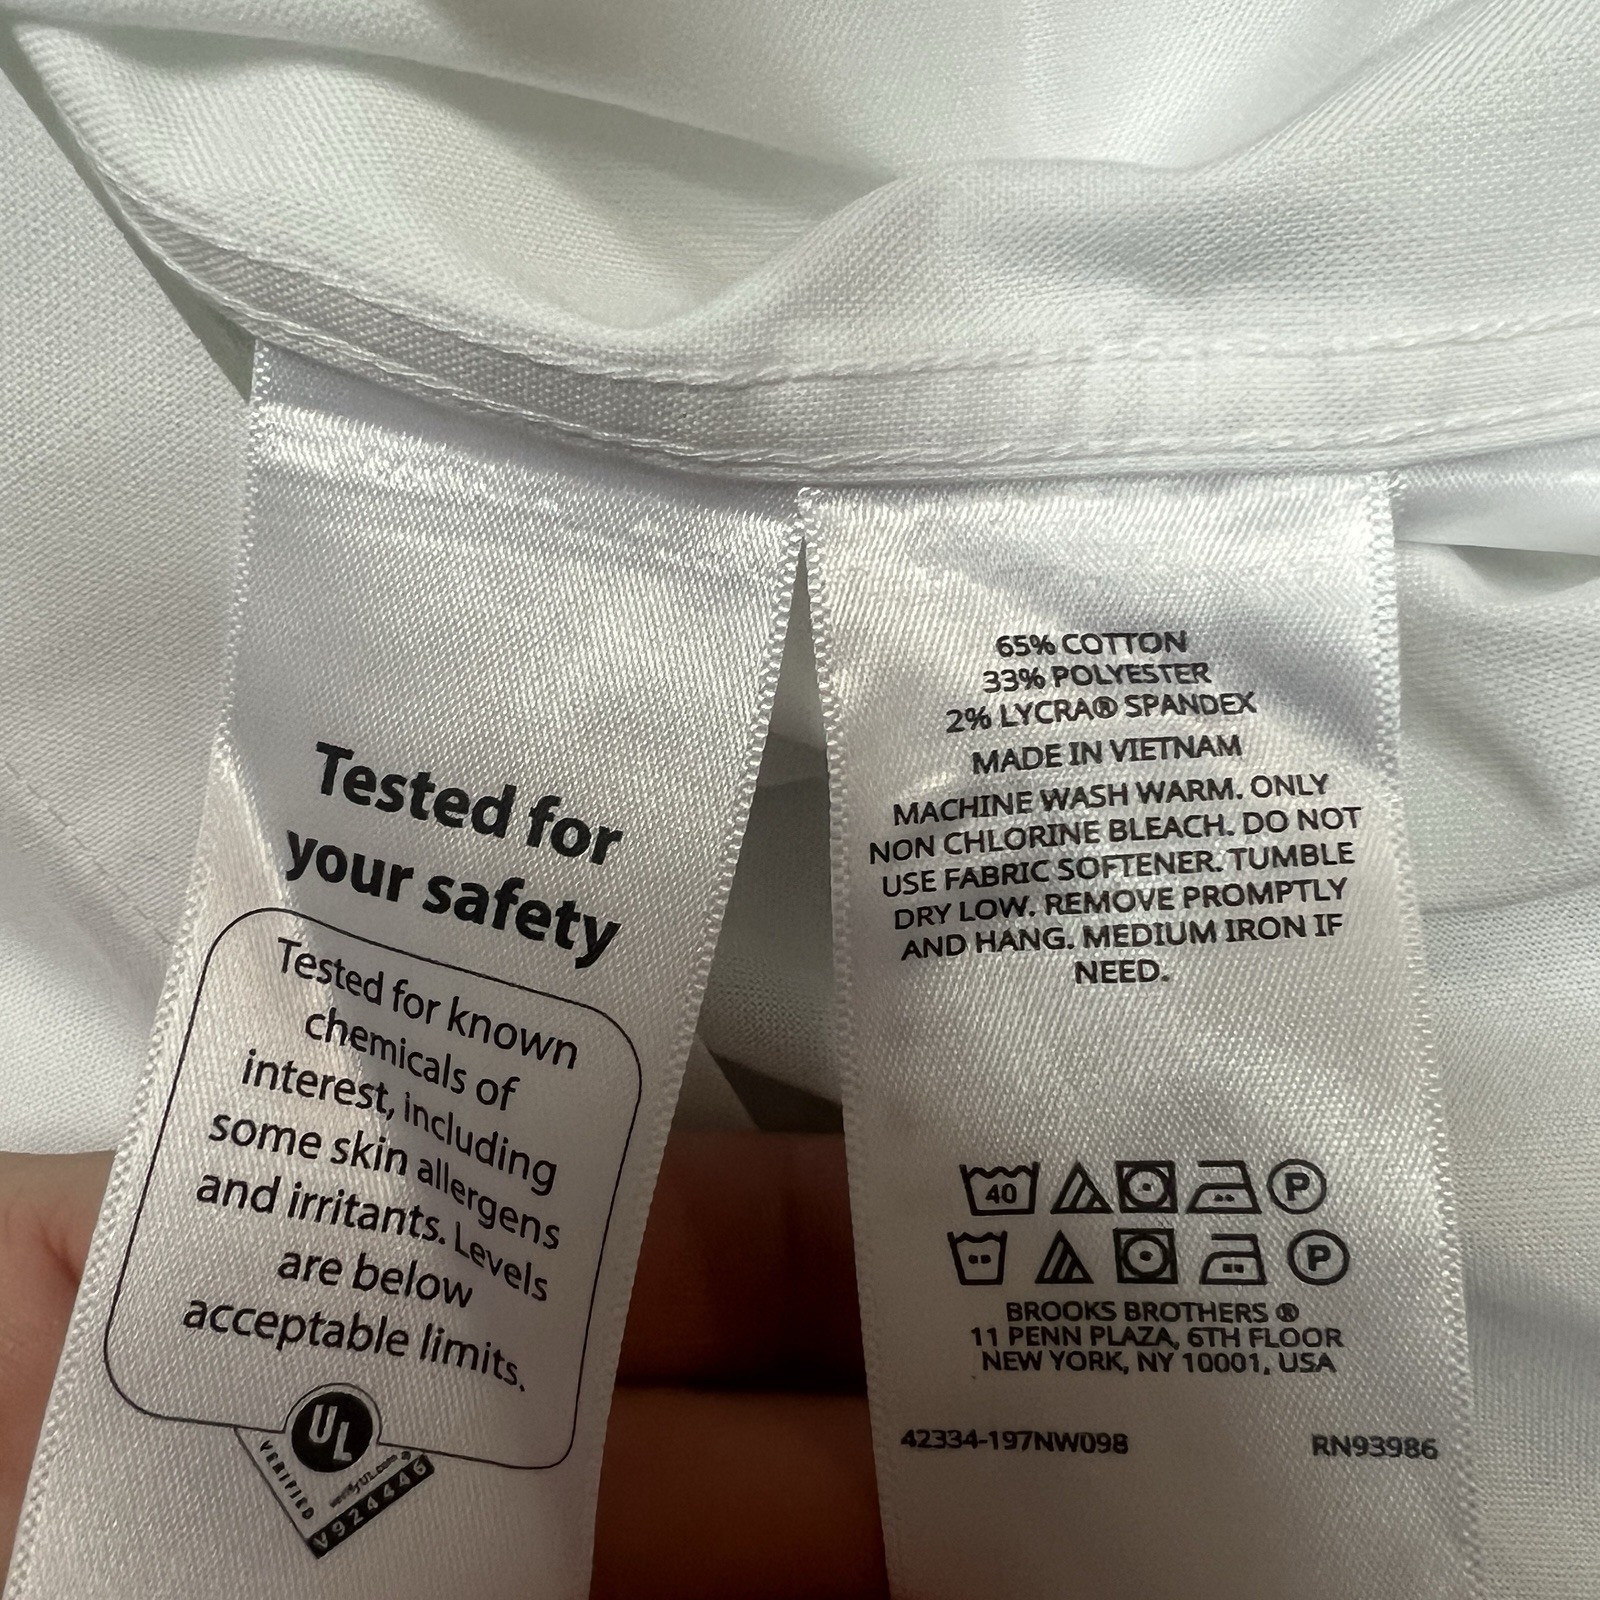 Tested for
your safety
Tested for known
chemicals of
interest, including
some skin allergens
and irritants. Levels
are below
acceptable limits.
UL
VERIFIED
verify.UL.com
V924446
65% COTTON
33% POLYESTER
2% LYCRA® SPANDEX
MADE IN VIETNAM
MACHINE WASH WARM. ONLY
NON CHLORINE BLEACH. DO NOT
USE FABRIC SOFTENER. TUMBLE
DRY LOW. REMOVE PROMPTLY
AND HANG. MEDIUM IRON IF
NEED.
40 P
P
BROOKS BROTHERS ®
11 PENN PLAZA, 6TH FLOOR
NEW YORK, NY 10001, USA
42334-197NW098 RN93986